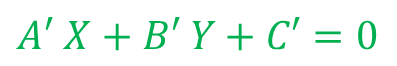 A′ X + B′ Y + C′ = 0